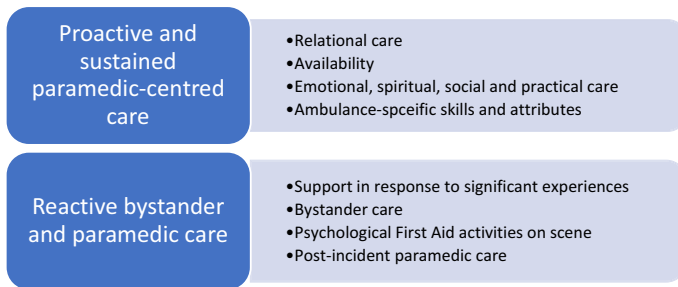 Proactive and
sustained
paramedic-centred
care
•Relational care
•Availability
•Emotional, spiritual, social and practical care
•Ambulance-spceific skills and attributes
Reactive bystander
and paramedic care
•Support in response to significant experiences
•Bystander care
•Psychological First Aid activities on scene
•Post-incident paramedic care